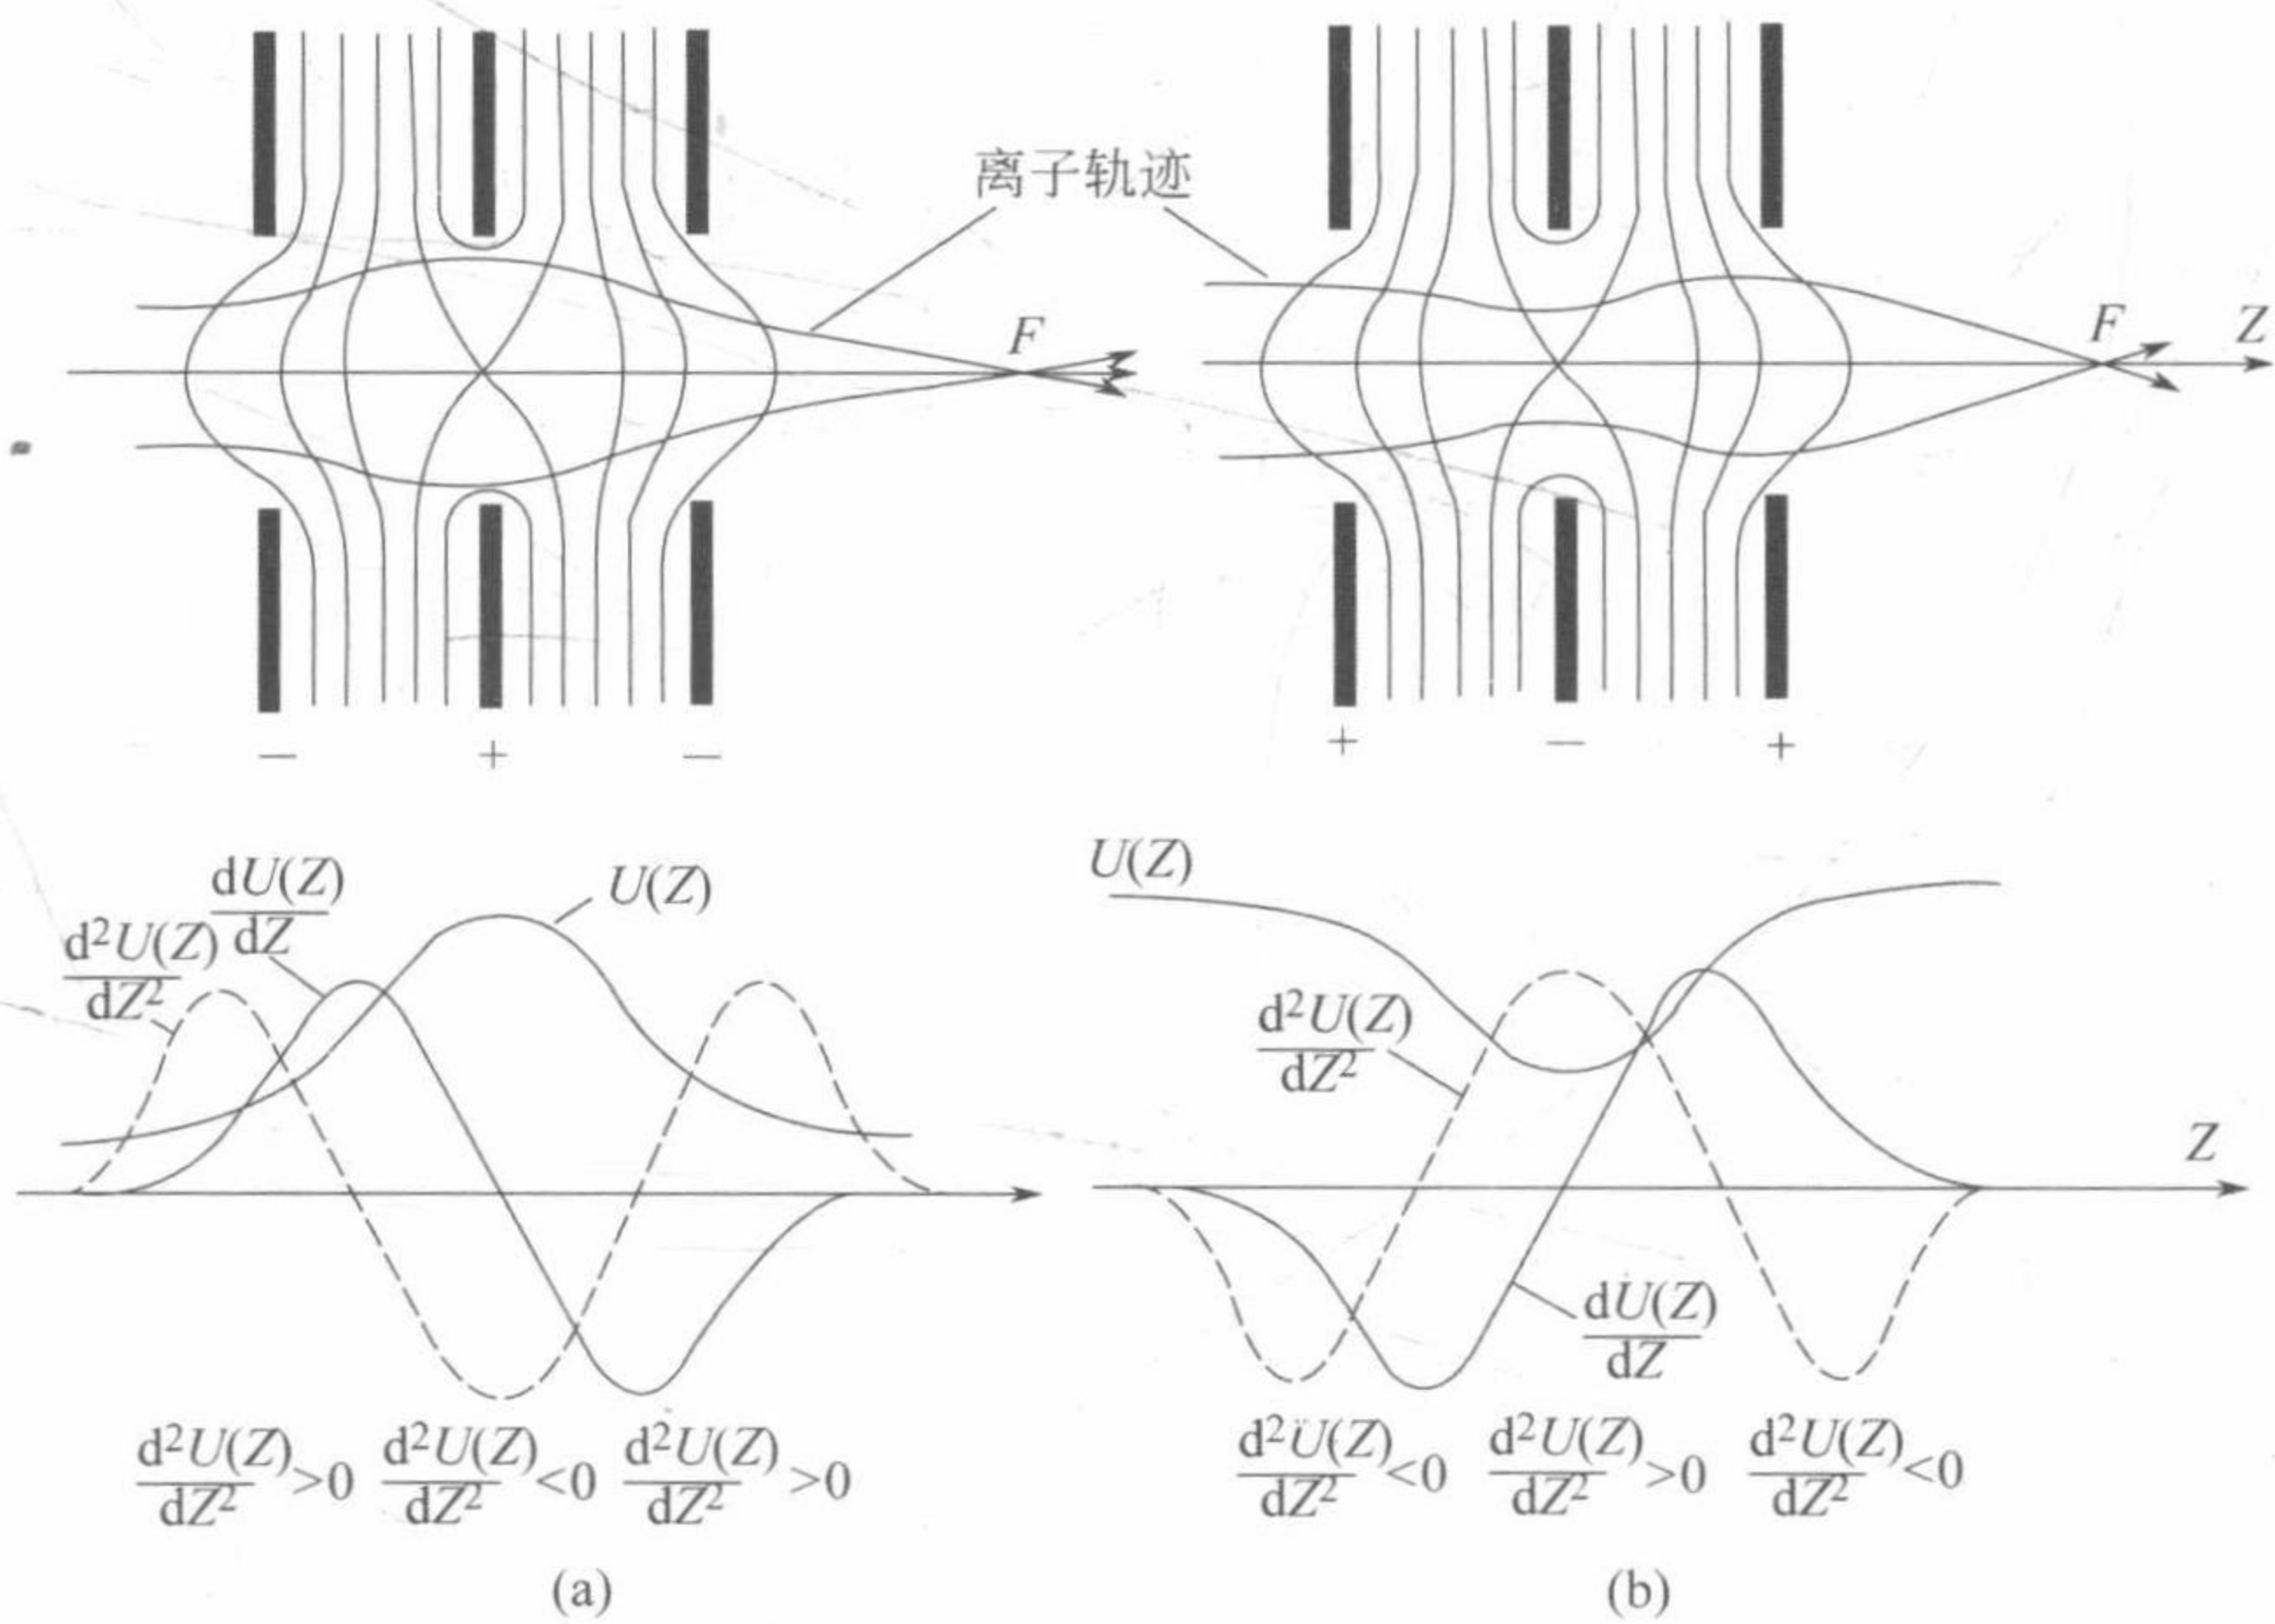 离子轨迹
F
F
Z
— + —
+ — +
dU(Z)/dZ
U(Z)
d²U(Z)/dZ²
U(Z)
d²U(Z)/dZ²
Z
dU(Z)/dZ
d²U(Z)/dZ²>0 d²U(Z)/dZ²<0 d²U(Z)/dZ²>0
d²U(Z)/dZ²<0 d²U(Z)/dZ²>0 d²U(Z)/dZ²<0
(a)
(b)